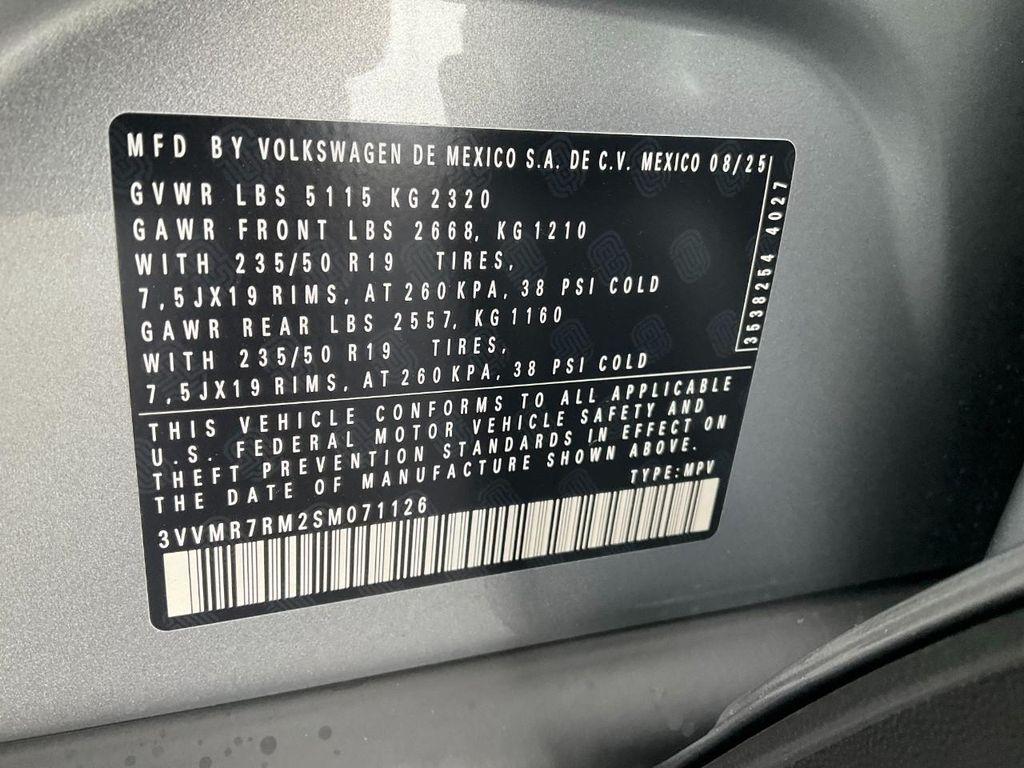 MFD BY VOLKSWAGEN DE MEXICO S.A. DE C.V. MEXICO 08/25
GVWR LBS 5115 KG 2320
GAWR FRONT LBS 2668, KG 1210
WITH 235/50 R19 TIRES,
7,5JX19 RIMS, AT 260 KPA, 38 PSI COLD
GAWR REAR LBS 2557, KG 1160
WITH 235/50 R19 TIRES,
7,5JX19 RIMS, AT 260 KPA, 38 PSI COLD
3538254 4027
THIS VEHICLE CONFORMS TO ALL APPLICABLE
U.S. FEDERAL MOTOR VEHICLE SAFETY AND
THEFT PREVENTION STANDARDS IN EFFECT ON
THE DATE OF MANUFACTURE SHOWN ABOVE.
TYPE: MPV
3VVMR7RM2SM071126